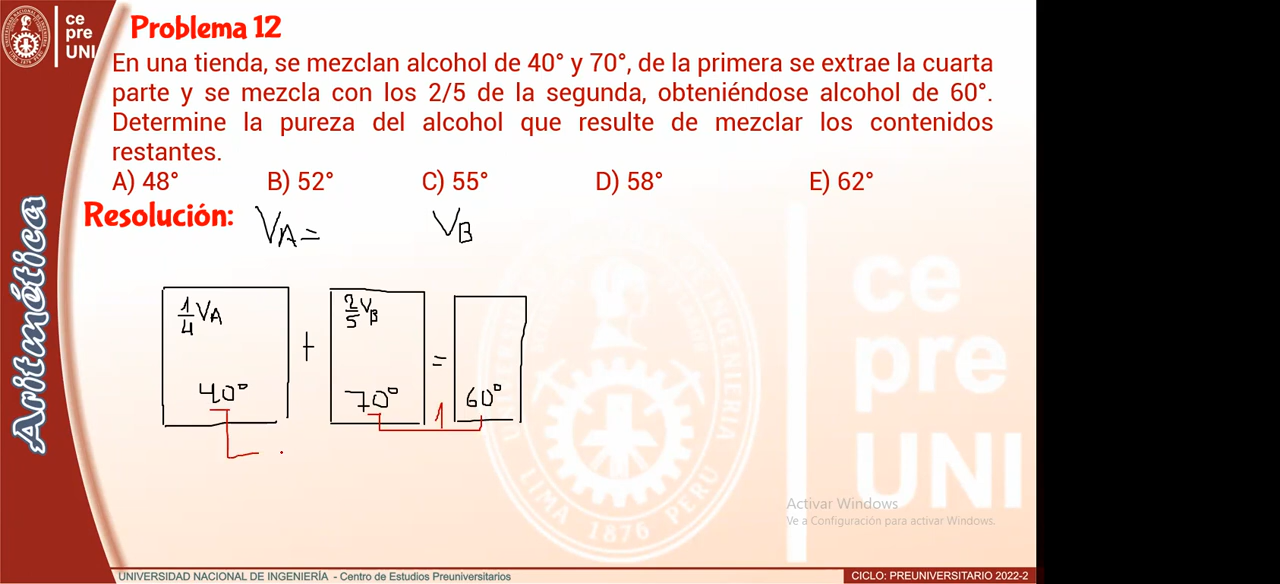 ce
pre
UNI
Problema 12
En una tienda, se mezclan alcohol de 40° y 70°, de la primera se extrae la cuarta
parte y se mezcla con los 2/5 de la segunda, obteniéndose alcohol de 60°.
Determine la pureza del alcohol que resulte de mezclar los contenidos
restantes.
A) 48° B) 52° C) 55° D) 58° E) 62°
Resolución:
VA= VB
1/4 VA + 2/5 VB =
40° 70° 60°
1
Aritmética
ce
pre
UNI
LIMA 1876 PERU
Activar Windows
Ve a Configuración para activar Windows.
UNIVERSIDAD NACIONAL DE INGENIERÍA - Centro de Estudios Preuniversitarios
CICLO: PREUNIVERSITARIO 2022-2